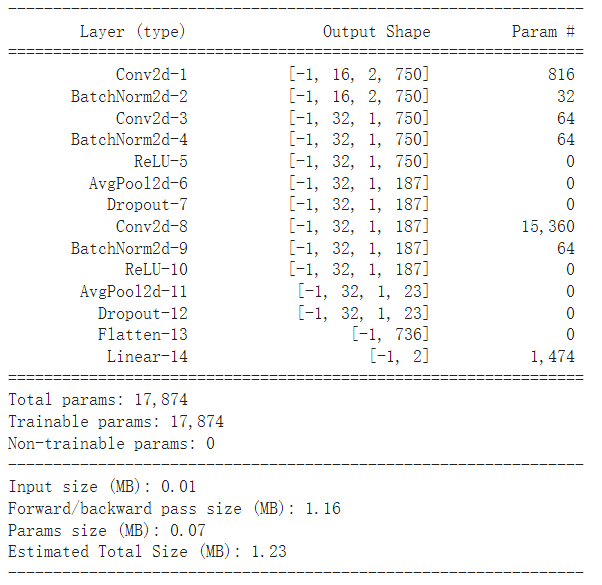 ----------------------------------------------------------------
        Layer (type)               Output Shape         Param #
================================================================
            Conv2d-1           [-1, 16, 2, 750]             816
       BatchNorm2d-2           [-1, 16, 2, 750]              32
            Conv2d-3           [-1, 32, 1, 750]              64
       BatchNorm2d-4           [-1, 32, 1, 750]              64
              ReLU-5           [-1, 32, 1, 750]               0
         AvgPool2d-6           [-1, 32, 1, 187]               0
           Dropout-7           [-1, 32, 1, 187]               0
            Conv2d-8           [-1, 32, 1, 187]          15,360
       BatchNorm2d-9           [-1, 32, 1, 187]              64
             ReLU-10           [-1, 32, 1, 187]               0
        AvgPool2d-11            [-1, 32, 1, 23]               0
          Dropout-12            [-1, 32, 1, 23]               0
          Flatten-13                  [-1, 736]               0
           Linear-14                    [-1, 2]           1,474
================================================================
Total params: 17,874
Trainable params: 17,874
Non-trainable params: 0
----------------------------------------------------------------
Input size (MB): 0.01
Forward/backward pass size (MB): 1.16
Params size (MB): 0.07
Estimated Total Size (MB): 1.23
----------------------------------------------------------------